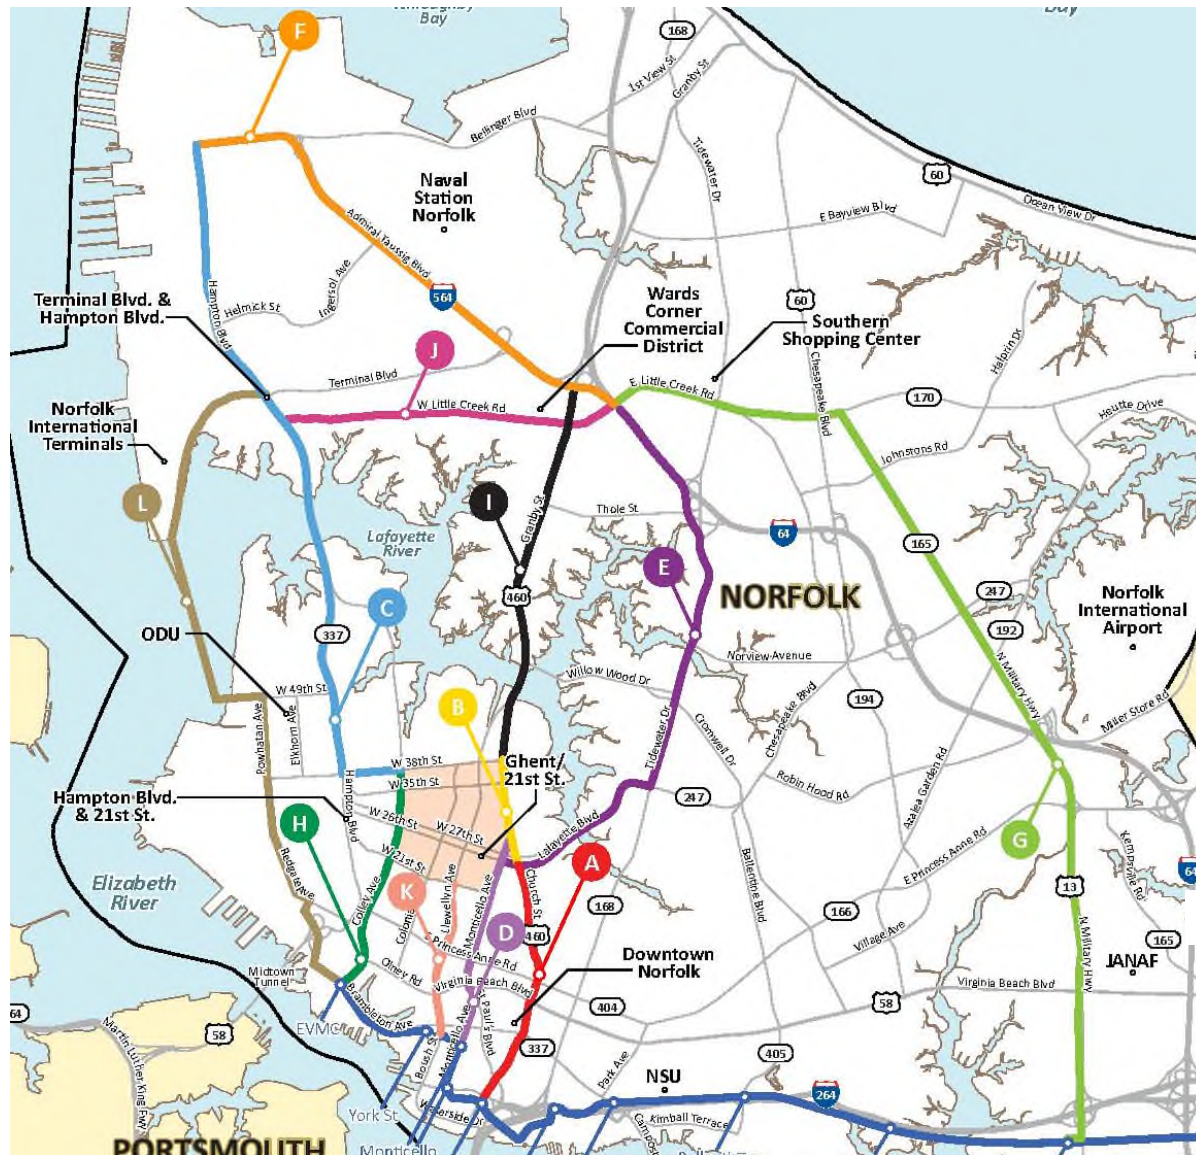 Bay
Bay
F
168
1st View St
Granby St
Bellinger Blvd
Tidewater Dr
60
Naval
Station
Norfolk
E Bayview Blvd
Ocean View Dr
Admiral Taussig Blvd
Ingersol Ave
Helmick St
Hampton Blvd
564
Terminal Blvd. &
Hampton Blvd.
Wards
Corner
Commercial
District
60
Southern
Shopping Center
Chesapeake Blvd
Halprin Dr
J
Terminal Blvd
W Little Creek Rd
E Little Creek Rd
170
Heutte Drive
Norfolk
International
Terminals
Johnstons Rd
L
I
Granby St
Thole St
64
165
Lafayette
River
E
NORFOLK
460
C
247
192
Norfolk
International
Airport
337
ODU
Norview Avenue
N Military Hwy
Willow Wood Dr
W 49th St
Powhatan Ave
Elkhorn Ave
B
Tidewater Dr
Cromwell Dr
Chesapeake Blvd
194
Miller Store Rd
W 38th St
W 35th St
Ghent/
21st St.
Hampton Blvd
Hampton Blvd.
& 21st St.
W 26th St
W 27th St
247
Robin Hood Rd
Azalea Garden Rd
H
W 21st St
Lafayette Blvd
E Princess Anne Rd
Kempsville Rd
G
64
A
Elizabeth
River
Redgate Ave
Colley Ave
K
Llewellyn Ave
Monticello Ave
Church St
13
Ballentine Blvd
168
166
D
460
Village Ave
165
Princess Anne Rd
Downtown
Norfolk
N Military Hwy
JANAF
Midtown
Tunnel
Olney Rd
Virginia Beach Blvd
Virginia Beach Blvd
404
58
Brambleton Ave
EVMC
Monticello Ave
St Pauls Blvd
64
58
Martin Luther King Fwy
Boush St
337
405
Park Ave
NSU
264
York St
Waterside Dr
Kimball Terrace
PORTSMOUTH
Monticello